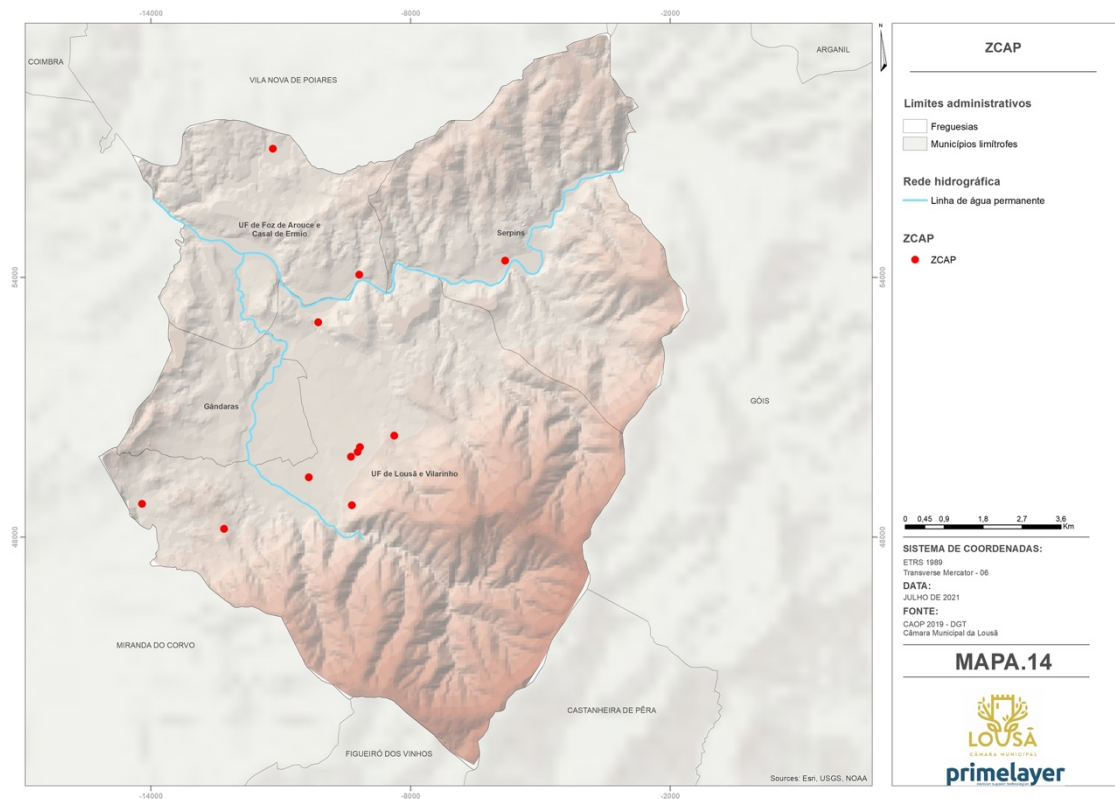 -14000
-8000
-2000
COIMBRA
VILA NOVA DE POIARES
ARGANIL
N
UF de Foz de Arouce e
Casal de Ermio
Serpins
54000
54000
Gândaras
GÓIS
UF de Lousã e Vilarinho
48000
48000
MIRANDA DO CORVO
CASTANHEIRA DE PÊRA
FIGUEIRÓ DOS VINHOS
Sources: Esri, USGS, NOAA
-14000
-8000
-2000
ZCAP
Limites administrativos
Freguesias
Municípios limítrofes
Rede hidrográfica
Linha de água permanente
ZCAP
ZCAP
0 0,45 0,9 1,8 2,7 3,6
Km
SISTEMA DE COORDENADAS:
ETRS 1989
Transverse Mercator - 06
DATA:
JULHO DE 2021
FONTE:
CAOP 2019 - DGT
Câmara Municipal da Lousã
MAPA.14
LOUSÃ
CÂMARA MUNICIPAL
primelayer